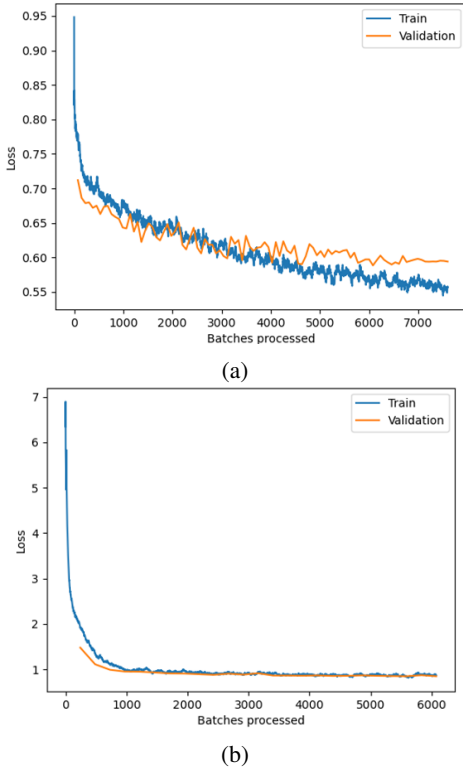 0.95
0.90
0.85
0.80
0.75
0.70
0.65
0.60
0.55
Loss
Train
Validation
0 1000 2000 3000 4000 5000 6000 7000
Batches processed
(a)
7
6
5
4
3
2
1
Loss
Train
Validation
0 1000 2000 3000 4000 5000 6000
Batches processed
(b)